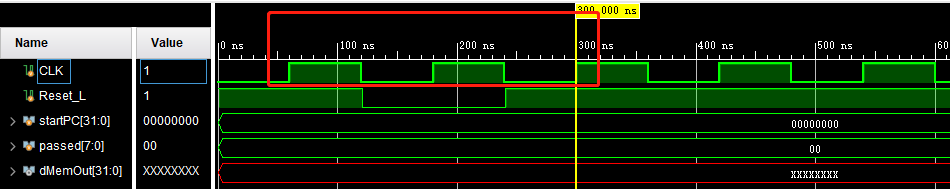 300.000 ns
Name Value
0 ns 100 ns 200 ns 300 ns 400 ns 500 ns
CLK 1
Reset_L 1
startPC[31:0] 00000000 00000000
passed[7:0] 00 00
dMemOut[31:0] XXXXXXXX XXXXXXXX